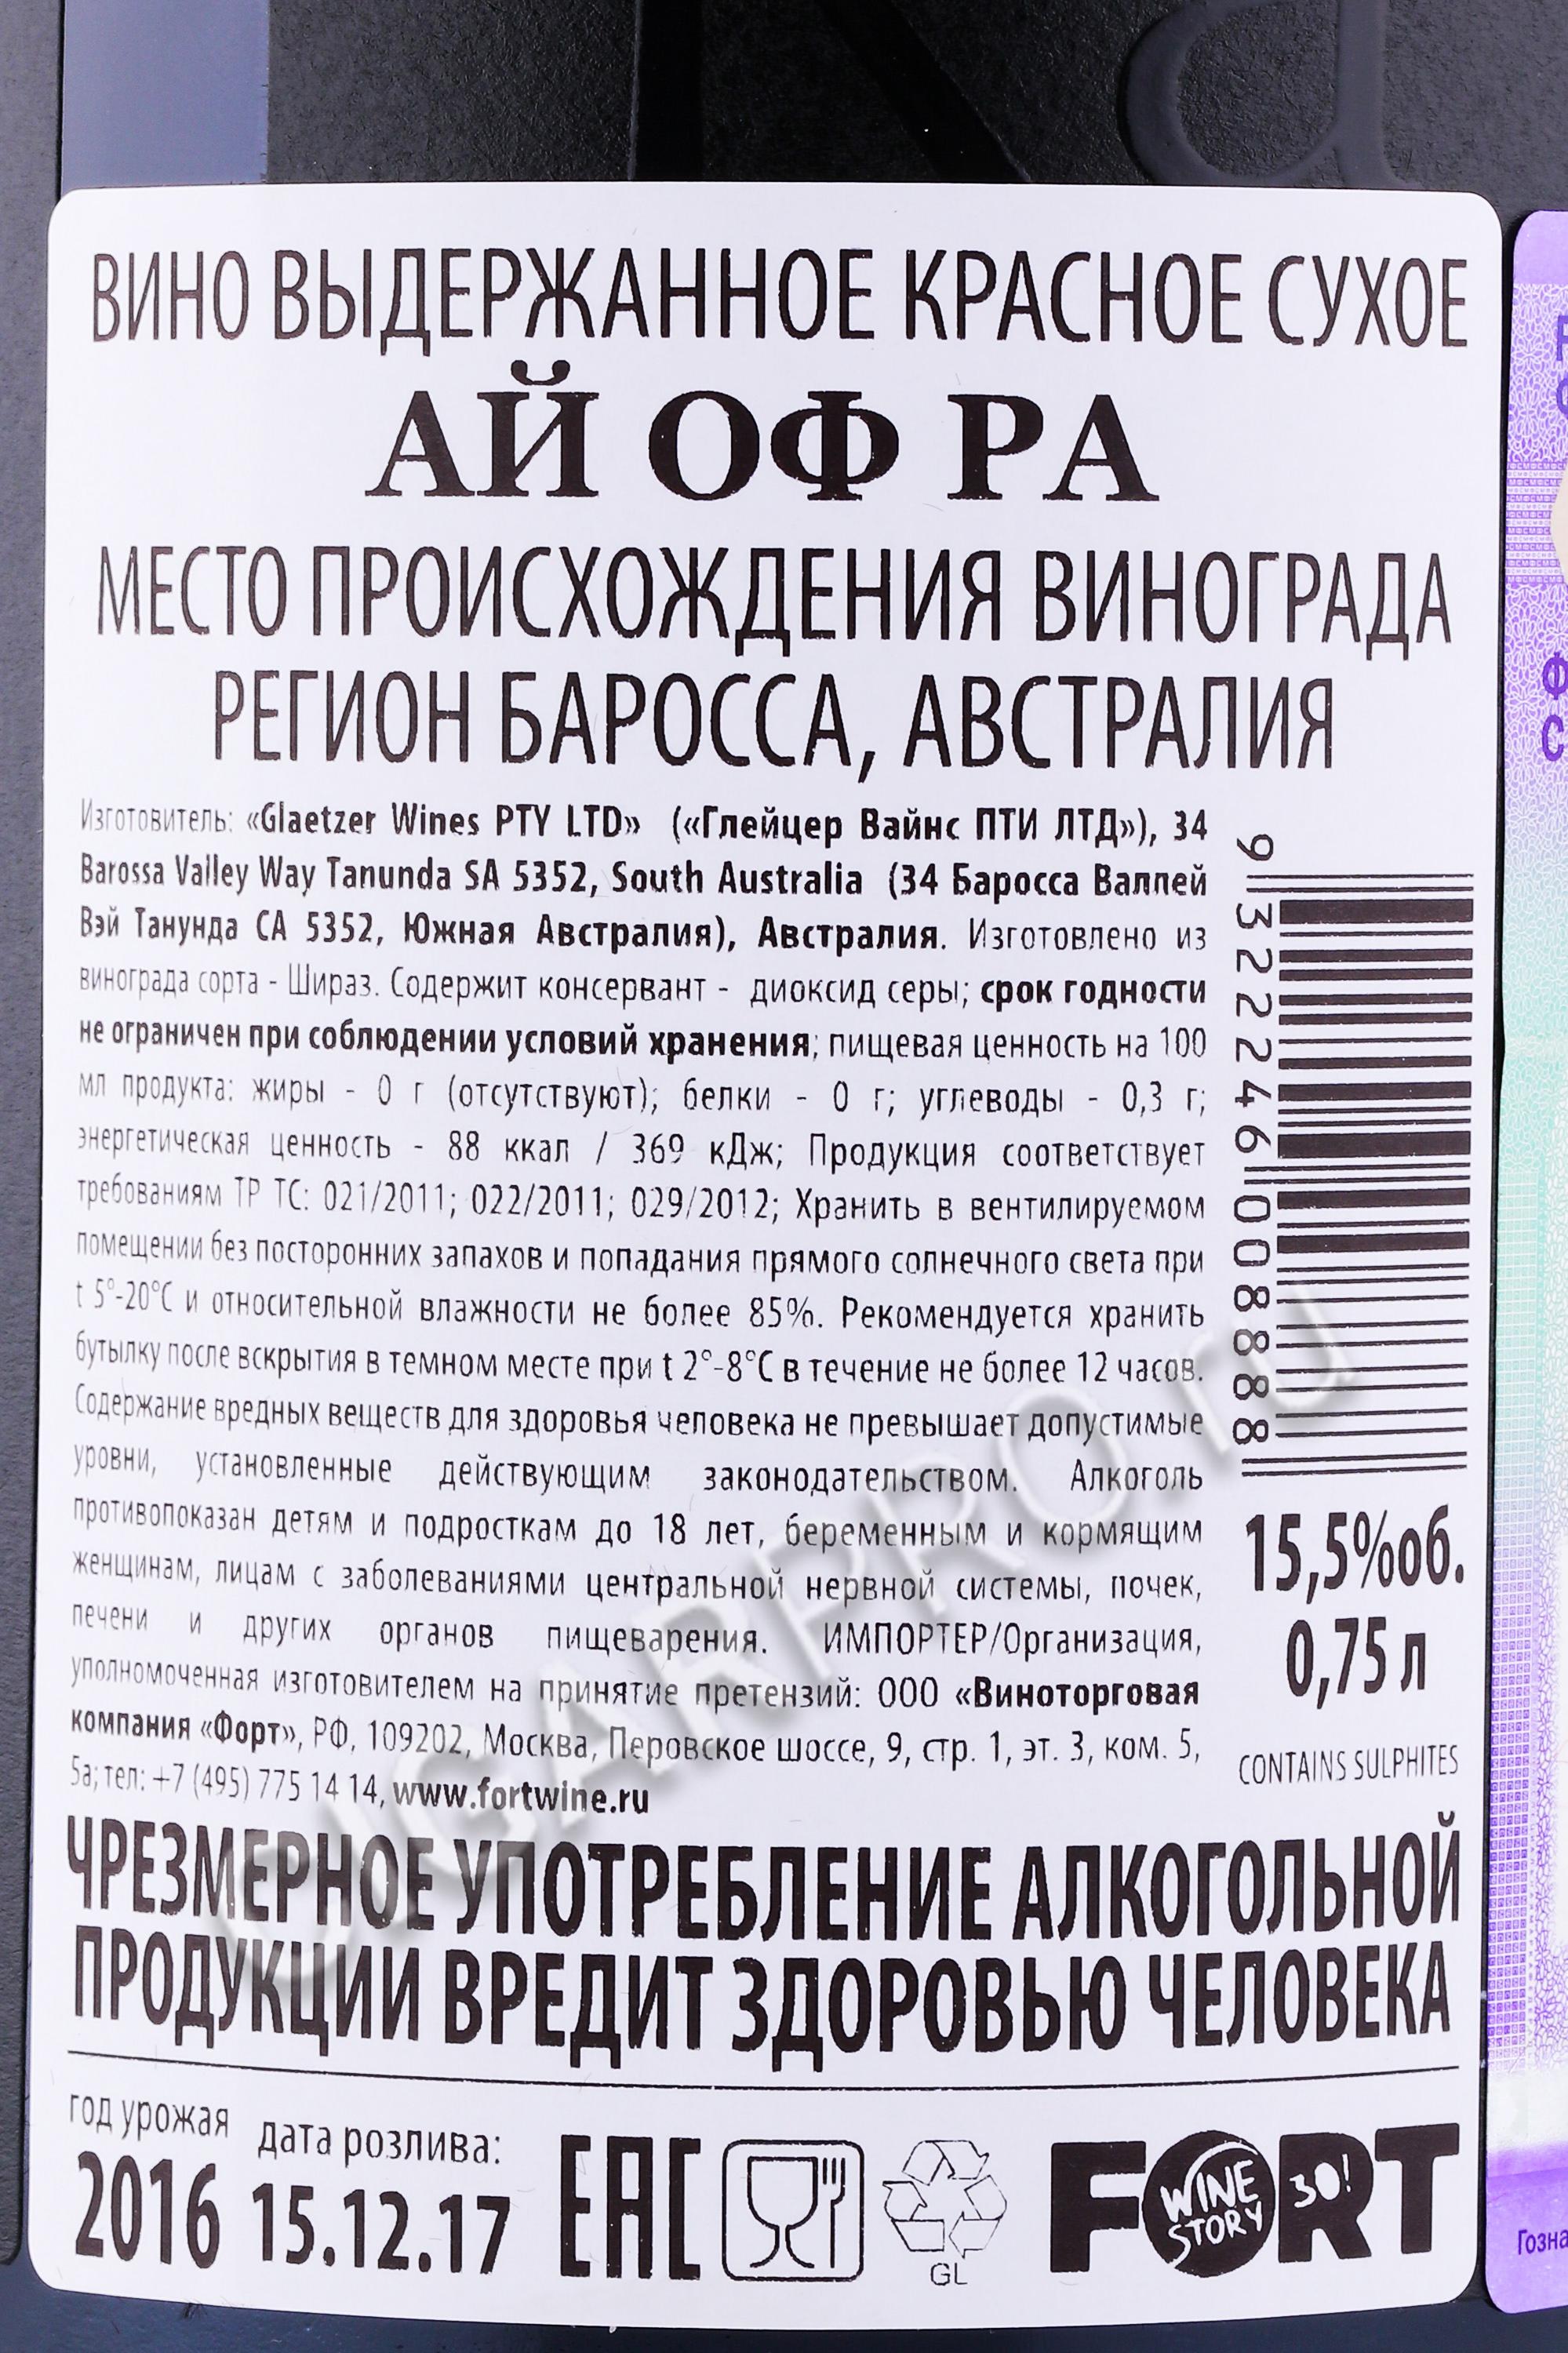 Ra
ВИНО ВЫДЕРЖАННОЕ КРАСНОЕ СУХОЕ
АЙ ОФ РА
МЕСТО ПРОИСХОЖДЕНИЯ ВИНОГРАДА
РЕГИОН БАРОССА, АВСТРАЛИЯ
Изготовитель: «Glaetzer Wines PTY LTD» («Глейцер Вайнс ПТИ ЛТД»), 34
Barossa Valley Way Tanunda SA 5352, South Australia (34 Баросса Валлей
Вэй Танунда СА 5352, Южная Австралия), Австралия. Изготовлено из
винограда сорта - Шираз. Содержит консервант - диоксид серы; срок годности
не ограничен при соблюдении условий хранения; пищевая ценность на 100
мл продукта: жиры - 0 г (отсутствуют); белки - 0 г; углеводы - 0,3 г;
энергетическая ценность - 88 ккал / 369 кДж; Продукция соответствует
требованиям ТР ТС: 021/2011; 022/2011; 029/2012; Хранить в вентилируемом
помещении без посторонних запахов и попадания прямого солнечного света при
t 5°-20°C и относительной влажности не более 85%. Рекомендуется хранить
бутылку после вскрытия в темном месте при t 2°-8°C в течение не более 12 часов.
Содержание вредных веществ для здоровья человека не превышает допустимые
уровни, установленные действующим законодательством. Алкоголь
противопоказан детям и подросткам до 18 лет, беременным и кормящим
женщинам, лицам с заболеваниями центральной нервной системы, почек,
печени и других органов пищеварения. ИМПОРТЕР/Организация,
уполномоченная изготовителем на принятие претензий: ООО «Виноторговая
компания «Форт», РФ, 109202, Москва, Перовское шоссе, 9, стр. 1, эт. 3, ком. 5,
5а; тел: +7 (495) 775 14 14, www.fortwine.ru
9 322246 008888
15,5%об.
0,75 л
CONTAINS SULPHITES
ЧРЕЗМЕРНОЕ УПОТРЕБЛЕНИЕ АЛКОГОЛЬНОЙ
ПРОДУКЦИИ ВРЕДИТ ЗДОРОВЬЮ ЧЕЛОВЕКА
год урожая
2016
дата розлива:
15.12.17
EAC
GL
FORT
WINE STORY 30!
CIGARPRO.ru